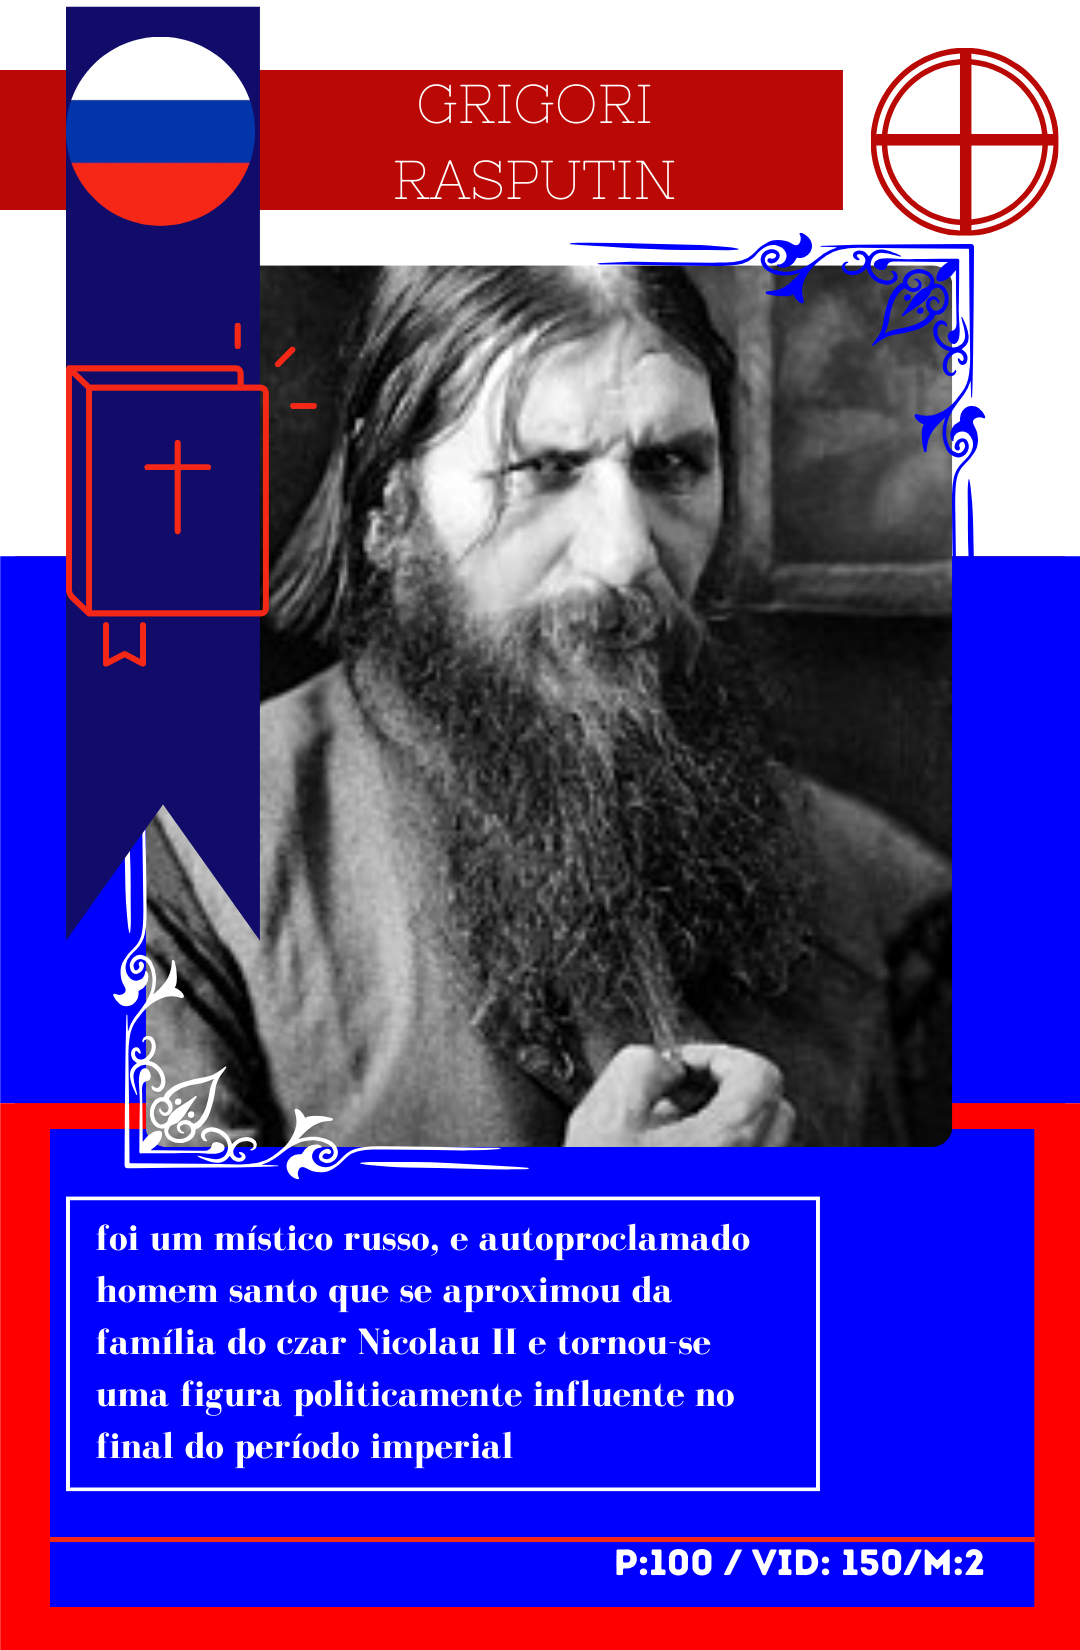 GRIGORI
RASPUTIN
foi um místico russo, e autoproclamado
homem santo que se aproximou da
família do czar Nicolau II e tornou-se
uma figura politicamente influente no
final do período imperial
P:100 / VID: 150/M:2